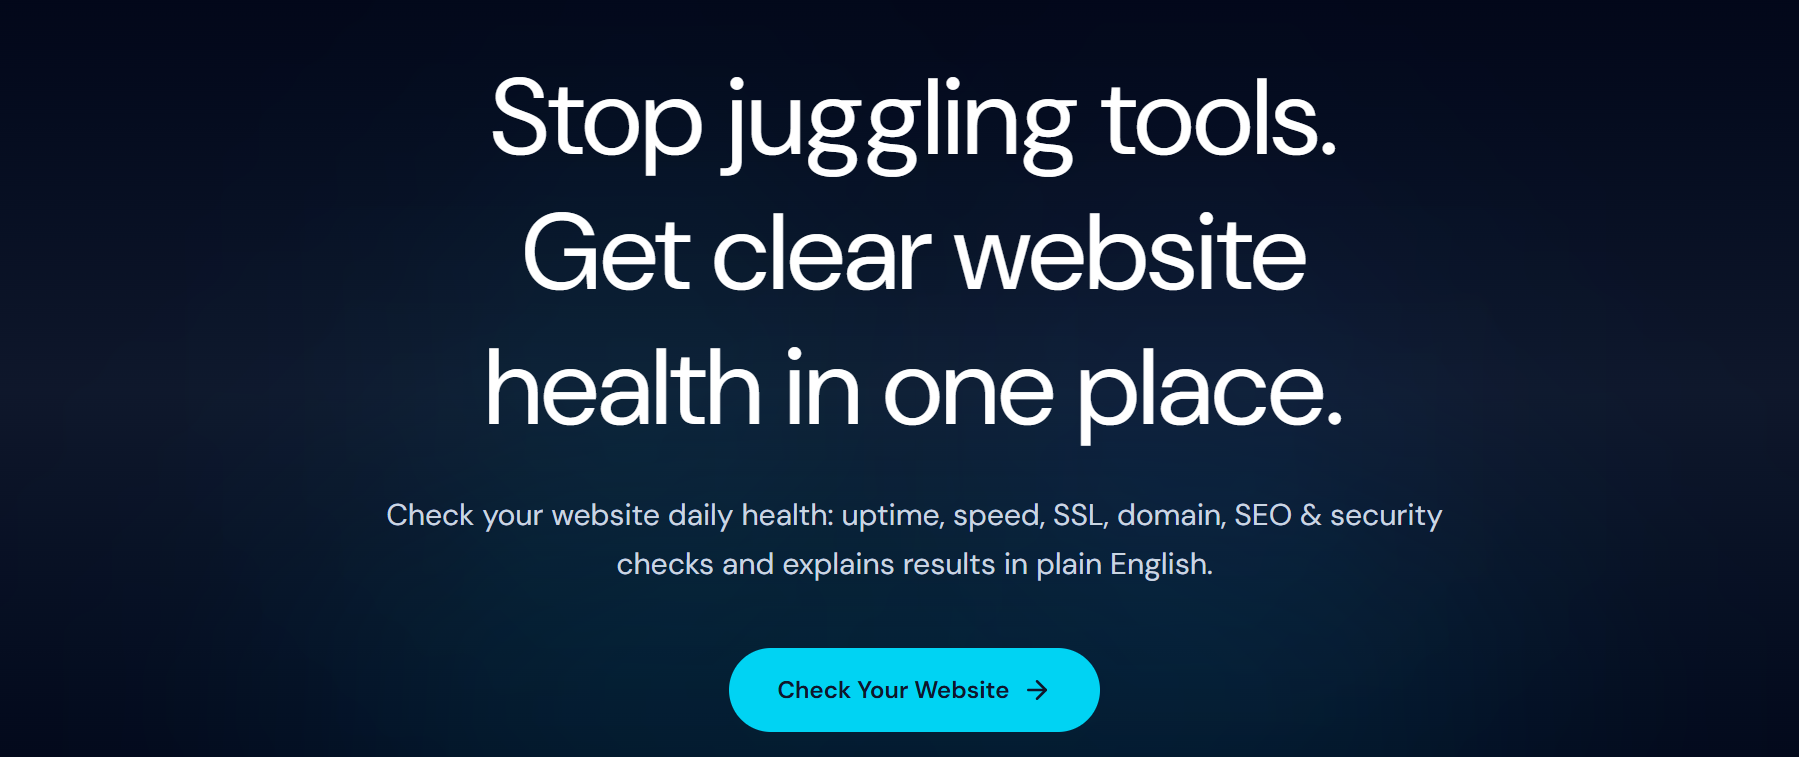 Stop juggling tools.
Get clear website
health in one place.
Check your website daily health: uptime, speed, SSL, domain, SEO & security
checks and explains results in plain English.
Check Your Website →